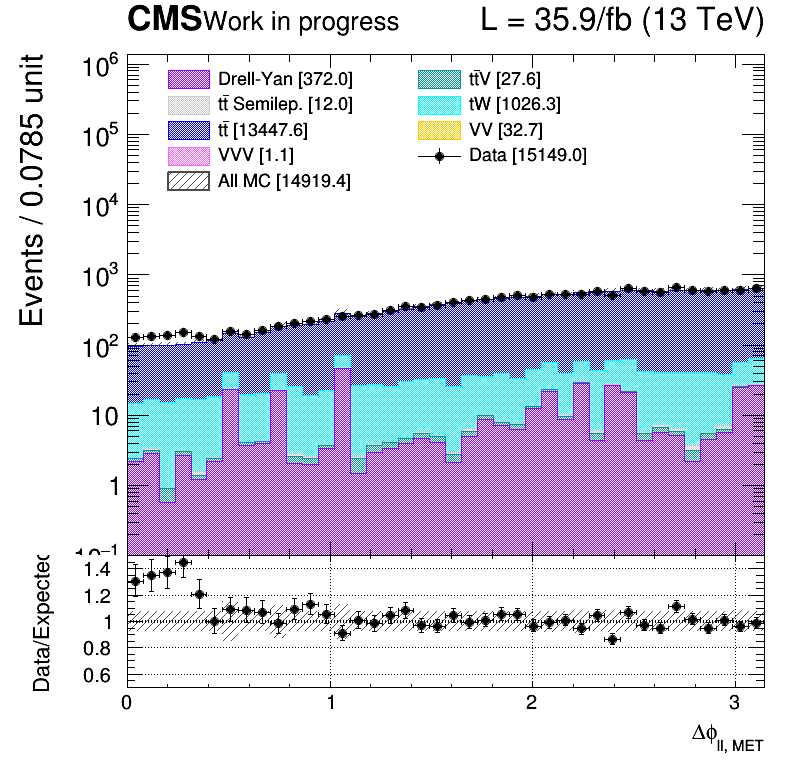 CMS Work in progress L = 35.9/fb (13 TeV)
Events / 0.0785 unit
10⁶
10⁵
10⁴
10³
10²
10
1
10⁻¹
Drell-Yan [372.0]
tt̄ Semilep. [12.0]
tt̄ [13447.6]
VVV [1.1]
All MC [14919.4]
tt̄V [27.6]
tW [1026.3]
VV [32.7]
Data [15149.0]
Data/Expected
1.4
1.2
1
0.8
0.6
0 1 2 3
Δϕ_ll, MET